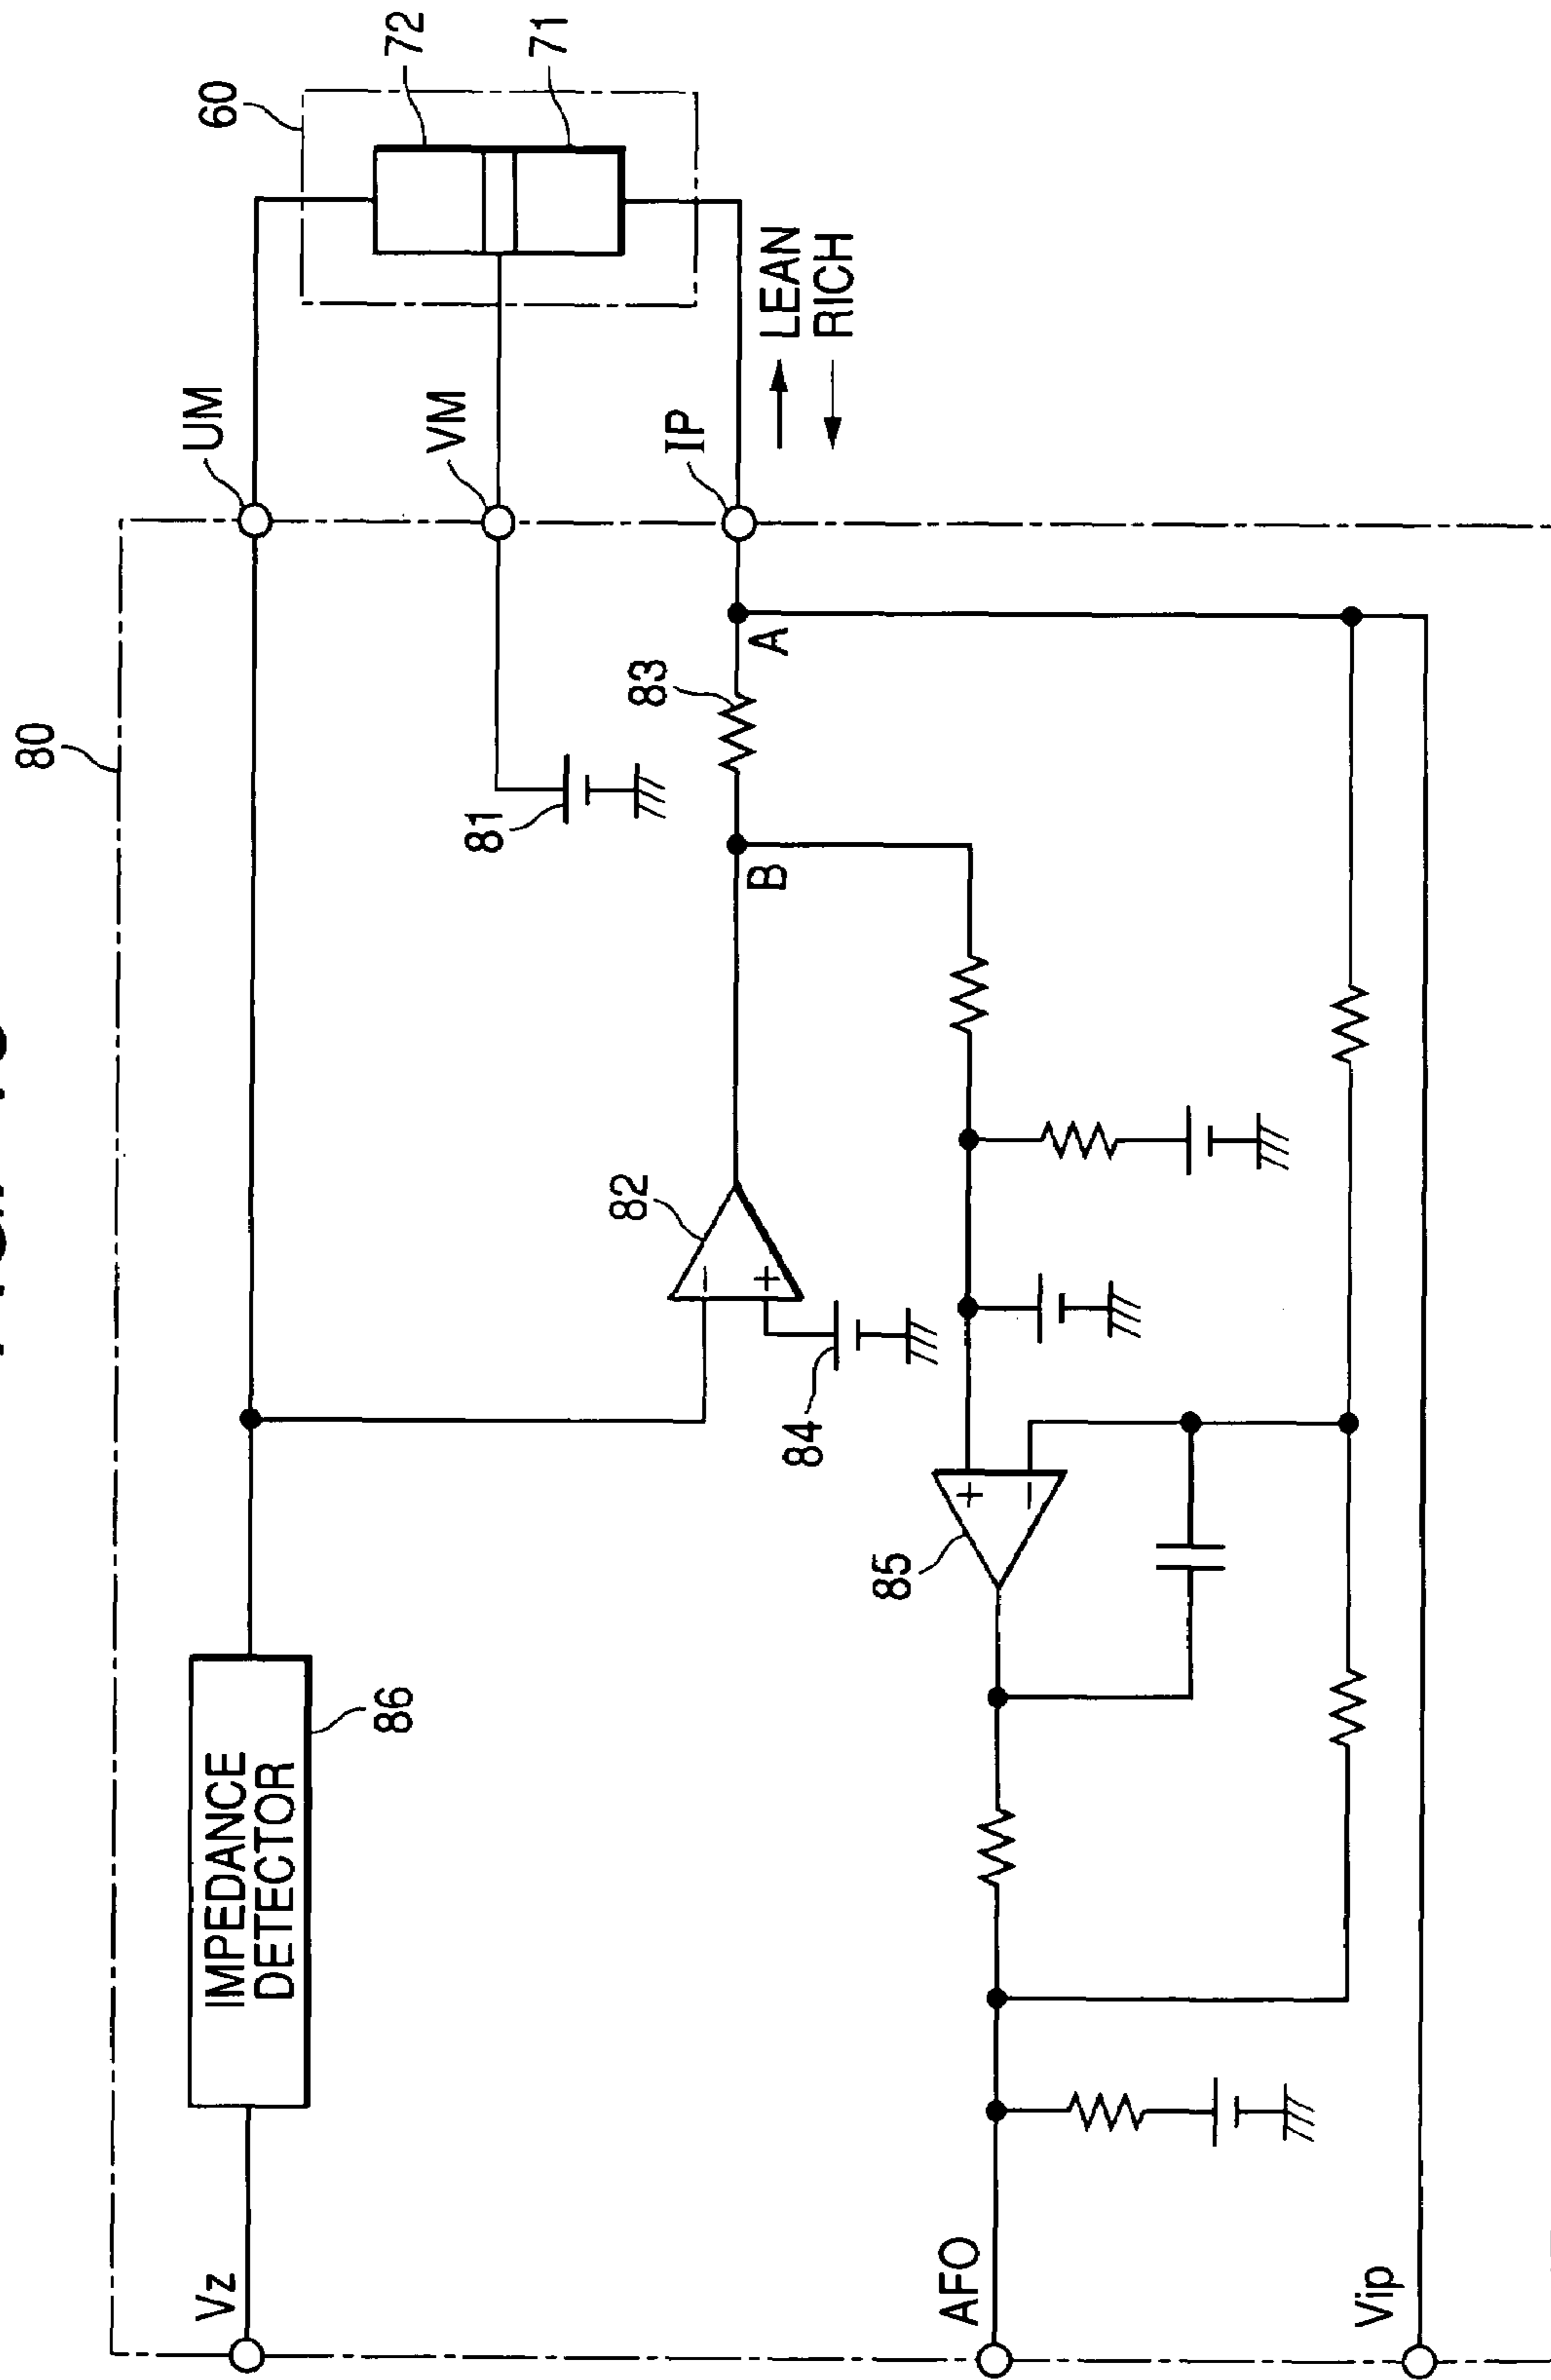 80
60
72
71
UM
VM
IP
LEAN
RICH
81
83
A
B
82
84
85
86
IMPEDANCE
DETECTOR
Vz
AFO
Vip
+
−
−
+